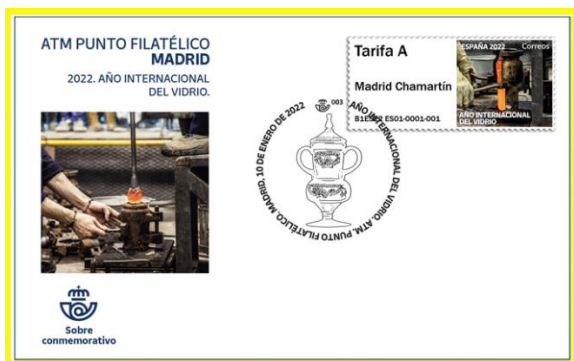 ATM PUNTO FILATÉLICO
MADRID
2022. AÑO INTERNACIONAL
DEL VIDRIO.
Tarifa A
Madrid Chamartín
ES01-0001-001
ESPAÑA 2022 Correos
AÑO INTERNACIONAL
DEL VIDRIO
003
AÑO INTERNACIONAL DEL VIDRIO. ATM. PUNTO FILATÉLICO. MADRID, 10 DE ENERO DE 2022
Sobre
conmemorativo